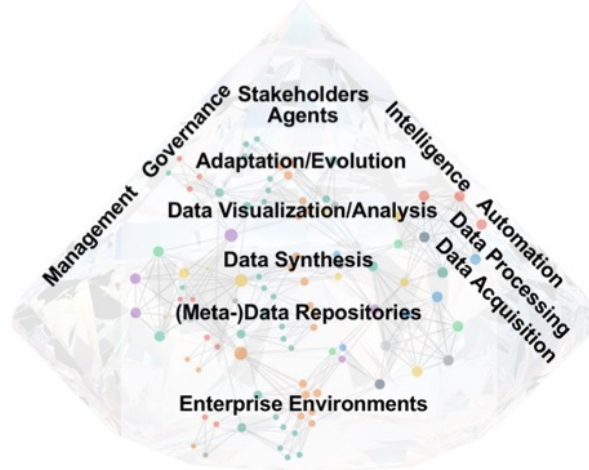 Stakeholders
Agents
Management Governance
Intelligence Automation
Data Processing
Data Acquisition
Adaptation/Evolution
Data Visualization/Analysis
Data Synthesis
(Meta-)Data Repositories
Enterprise Environments